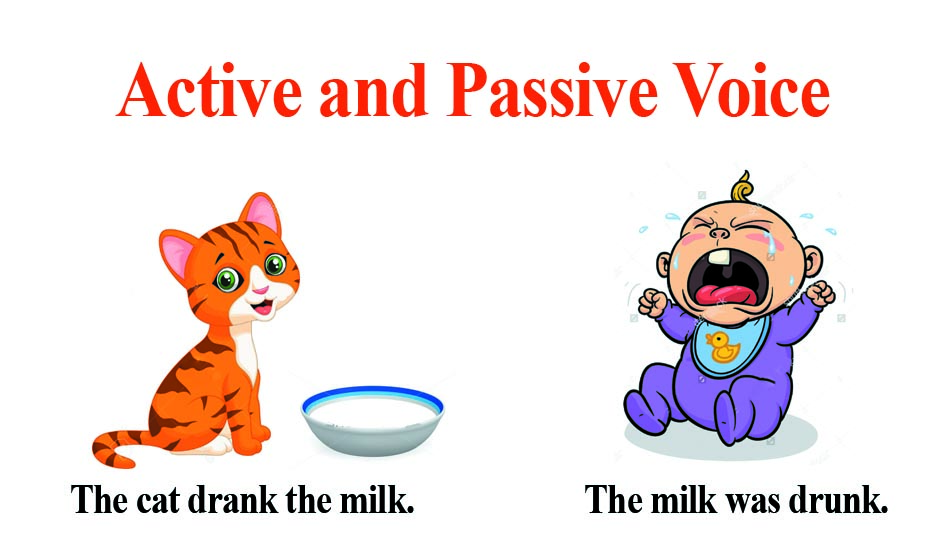 Active and Passive Voice
The cat drank the milk.
The milk was drunk.